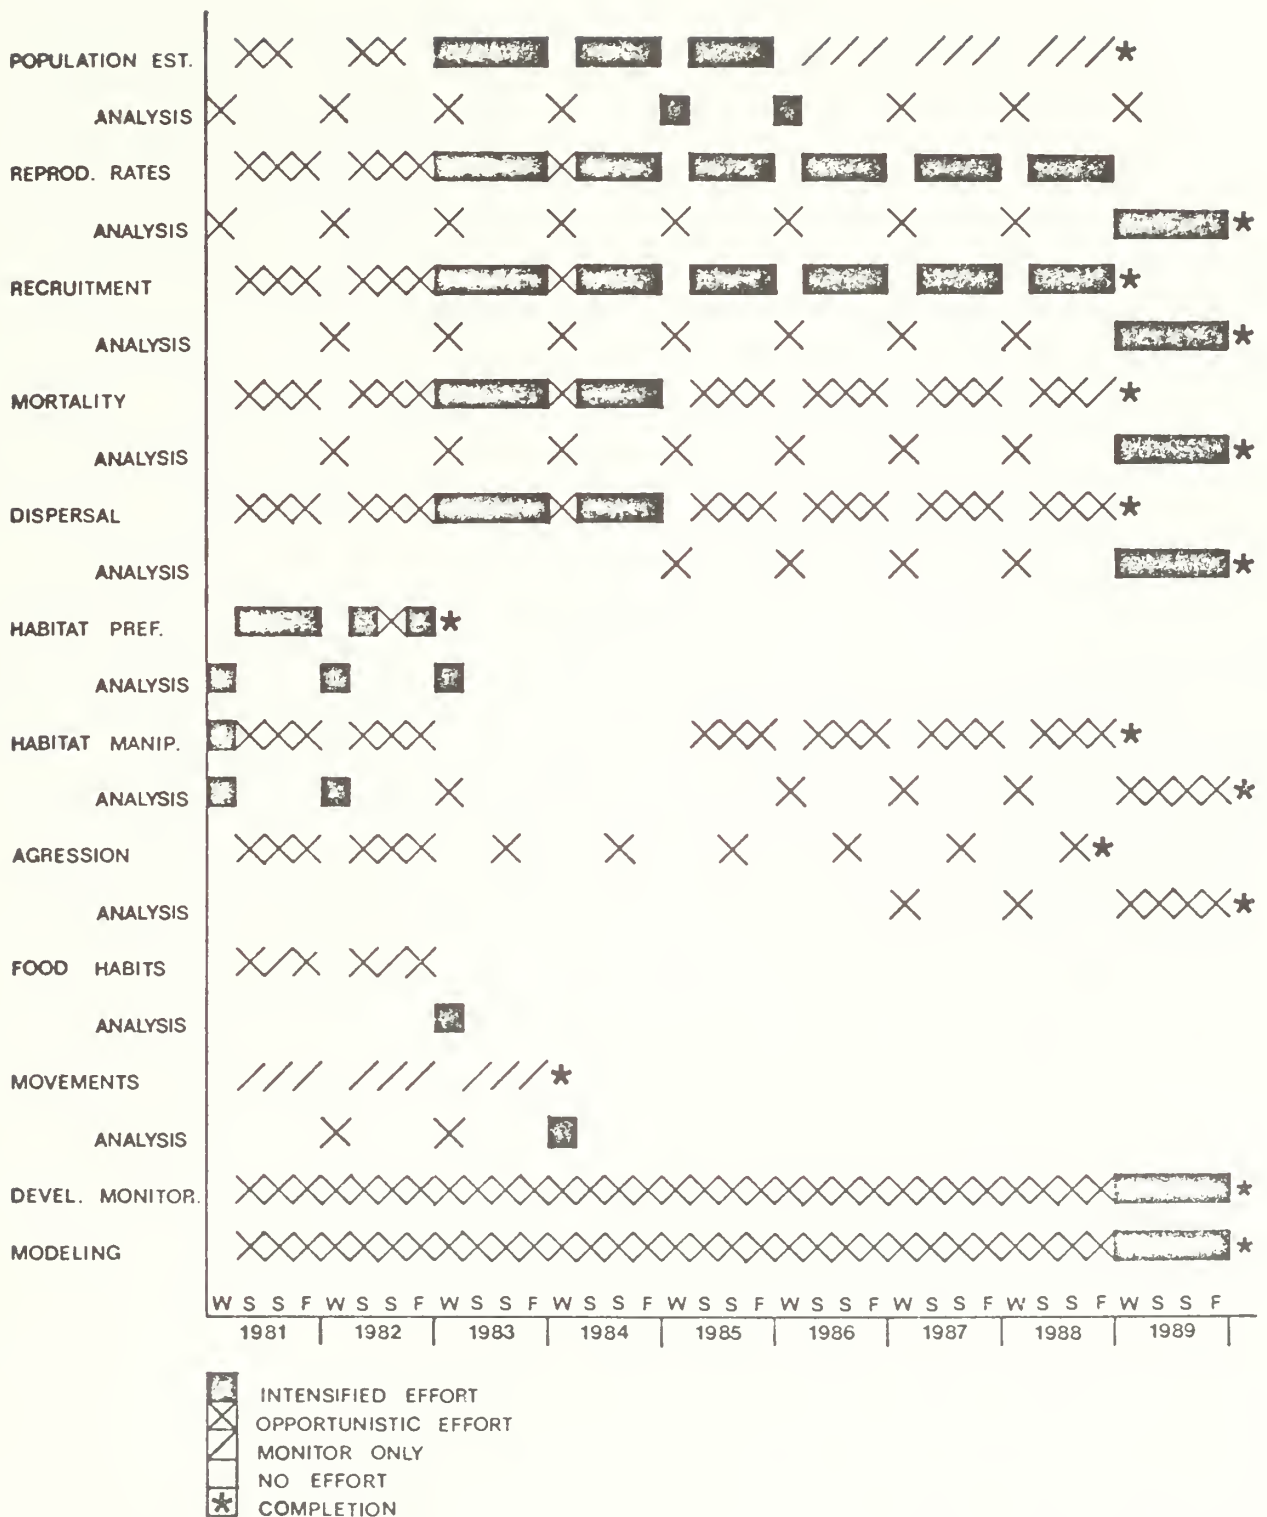 POPULATION EST.
ANALYSIS
REPROD. RATES
ANALYSIS
RECRUITMENT
ANALYSIS
MORTALITY
ANALYSIS
DISPERSAL
ANALYSIS
HABITAT PREF.
ANALYSIS
HABITAT MANIP.
ANALYSIS
AGRESSION
ANALYSIS
FOOD HABITS
ANALYSIS
MOVEMENTS
ANALYSIS
DEVEL. MONITOR.
MODELING
W S S F W S S F W S S F W S S F W S S F W S S F W S S F W S S F W S S F
1981 1982 1983 1984 1985 1986 1987 1988 1989
INTENSIFIED EFFORT
OPPORTUNISTIC EFFORT
MONITOR ONLY
NO EFFORT
COMPLETION